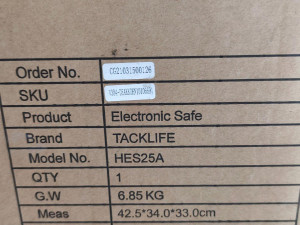 Order No. CG21031500126
SKU
Product Electronic Safe
Brand TACKLIFE
Model No. HES25A
QTY 1
G.W 6.85 KG
Meas 42.5*34.0*33.0cm